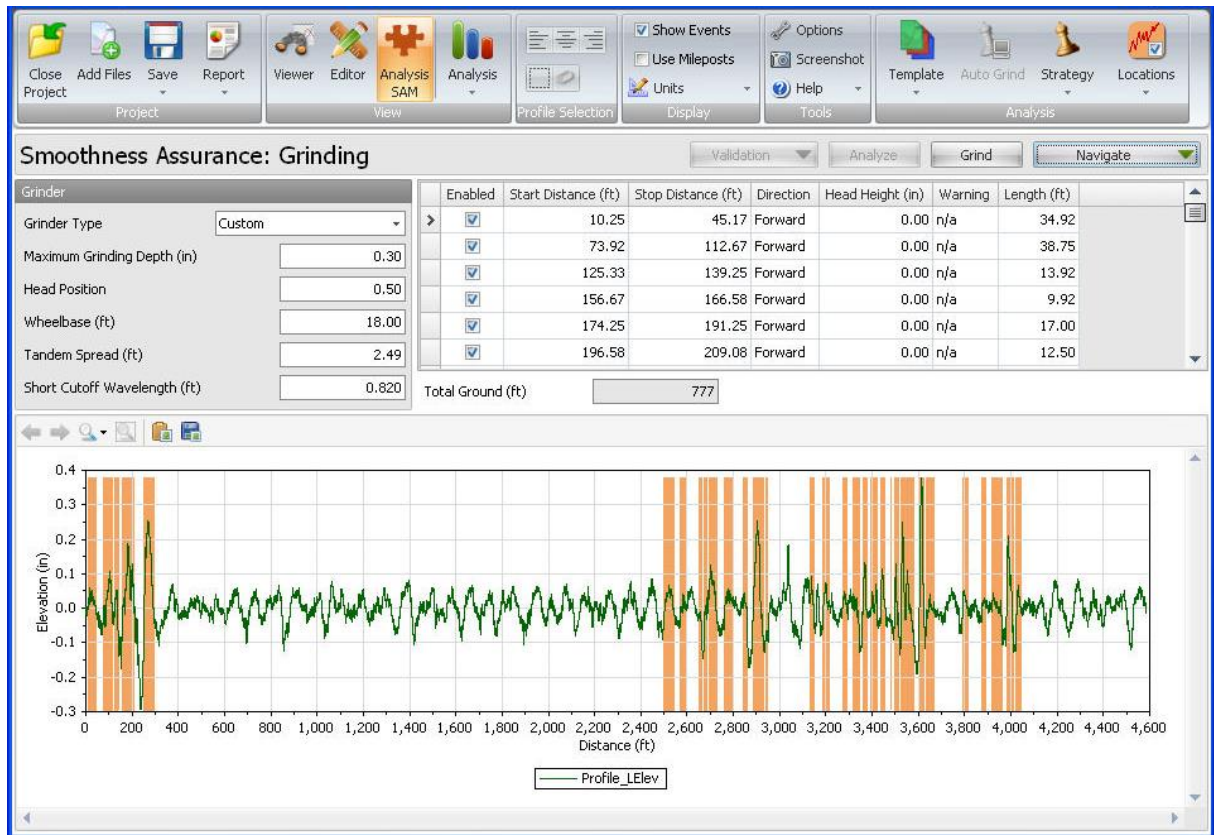 Close Project
Add Files
Save
Report
Project
Viewer
Editor
Analysis SAM
Analysis
View
Profile Selection
Show Events
Use Mileposts
Units
Display
Options
Screenshot
Help
Tools
Template
Auto Grind
Strategy
Locations
Analysis
Smoothness Assurance: Grinding
Validation
Analyze
Grind
Navigate
Grinder
Grinder Type Custom
Maximum Grinding Depth (in) 0.30
Head Position 0.50
Wheelbase (ft) 18.00
Tandem Spread (ft) 2.49
Short Cutoff Wavelength (ft) 0.820
Enabled Start Distance (ft) Stop Distance (ft) Direction Head Height (in) Warning Length (ft)
10.25 45.17 Forward 0.00 n/a 34.92
73.92 112.67 Forward 0.00 n/a 38.75
125.33 139.25 Forward 0.00 n/a 13.92
156.67 166.58 Forward 0.00 n/a 9.92
174.25 191.25 Forward 0.00 n/a 17.00
196.58 209.08 Forward 0.00 n/a 12.50
Total Ground (ft) 777
Elevation (in)
0.4
0.3
0.2
0.1
0.0
-0.1
-0.2
-0.3
0 200 400 600 800 1,000 1,200 1,400 1,600 1,800 2,000 2,200 2,400 2,600 2,800 3,000 3,200 3,400 3,600 3,800 4,000 4,200 4,400 4,600
Distance (ft)
Profile_LElev